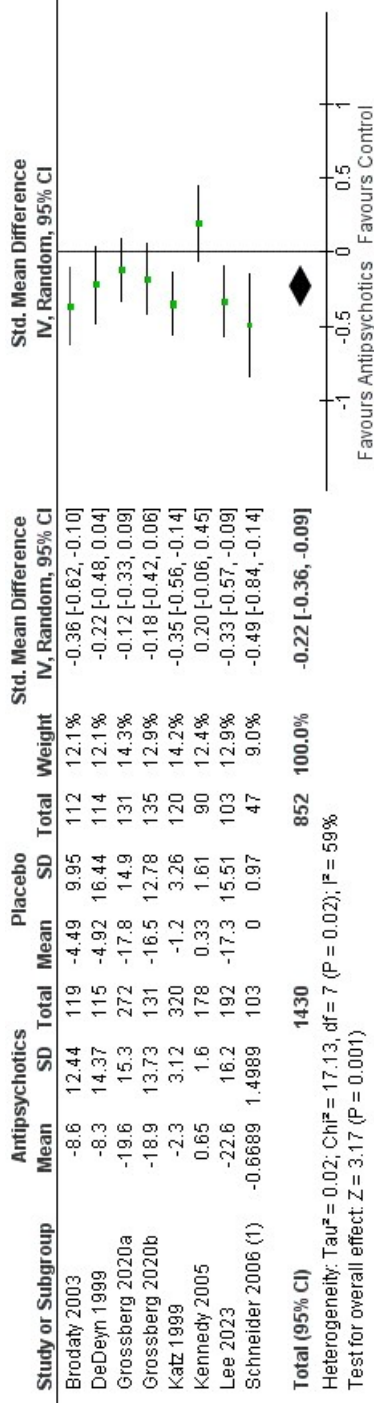 Antipsychotics Placebo Std. Mean Difference Std. Mean Difference
Study or Subgroup Mean SD Total Mean SD Total Weight IV, Random, 95% CI IV, Random, 95% CI
Brodaty 2003 -8.6 12.44 119 -4.49 9.95 112 12.1% -0.36 [-0.62, -0.10]
DeDeyn 1999 -8.3 14.37 115 -4.92 16.44 114 12.1% -0.22 [-0.48, 0.04]
Grossberg 2020a -19.6 15.3 272 -17.8 14.9 131 14.3% -0.12 [-0.33, 0.09]
Grossberg 2020b -18.9 13.73 131 -16.5 12.78 135 12.9% -0.18 [-0.42, 0.06]
Katz 1999 -2.3 3.12 320 -1.2 3.26 120 14.2% -0.35 [-0.56, -0.14]
Kennedy 2005 0.65 1.6 178 0.33 1.61 90 12.4% 0.20 [-0.06, 0.45]
Lee 2023 -22.6 16.2 192 -17.3 15.51 103 12.9% -0.33 [-0.57, -0.09]
Schneider 2006 (1) -0.6689 1.4989 103 0 0.97 47 9.0% -0.49 [-0.84, -0.14]
Total (95% CI) 1430 852 100.0% -0.22 [-0.36, -0.09]
Heterogeneity: Tau² = 0.02; Chi² = 17.13, df = 7 (P = 0.02); I² = 59%
Test for overall effect: Z = 3.17 (P = 0.001)
-1 -0.5 0 0.5 1
Favours Antipsychotics Favours Control